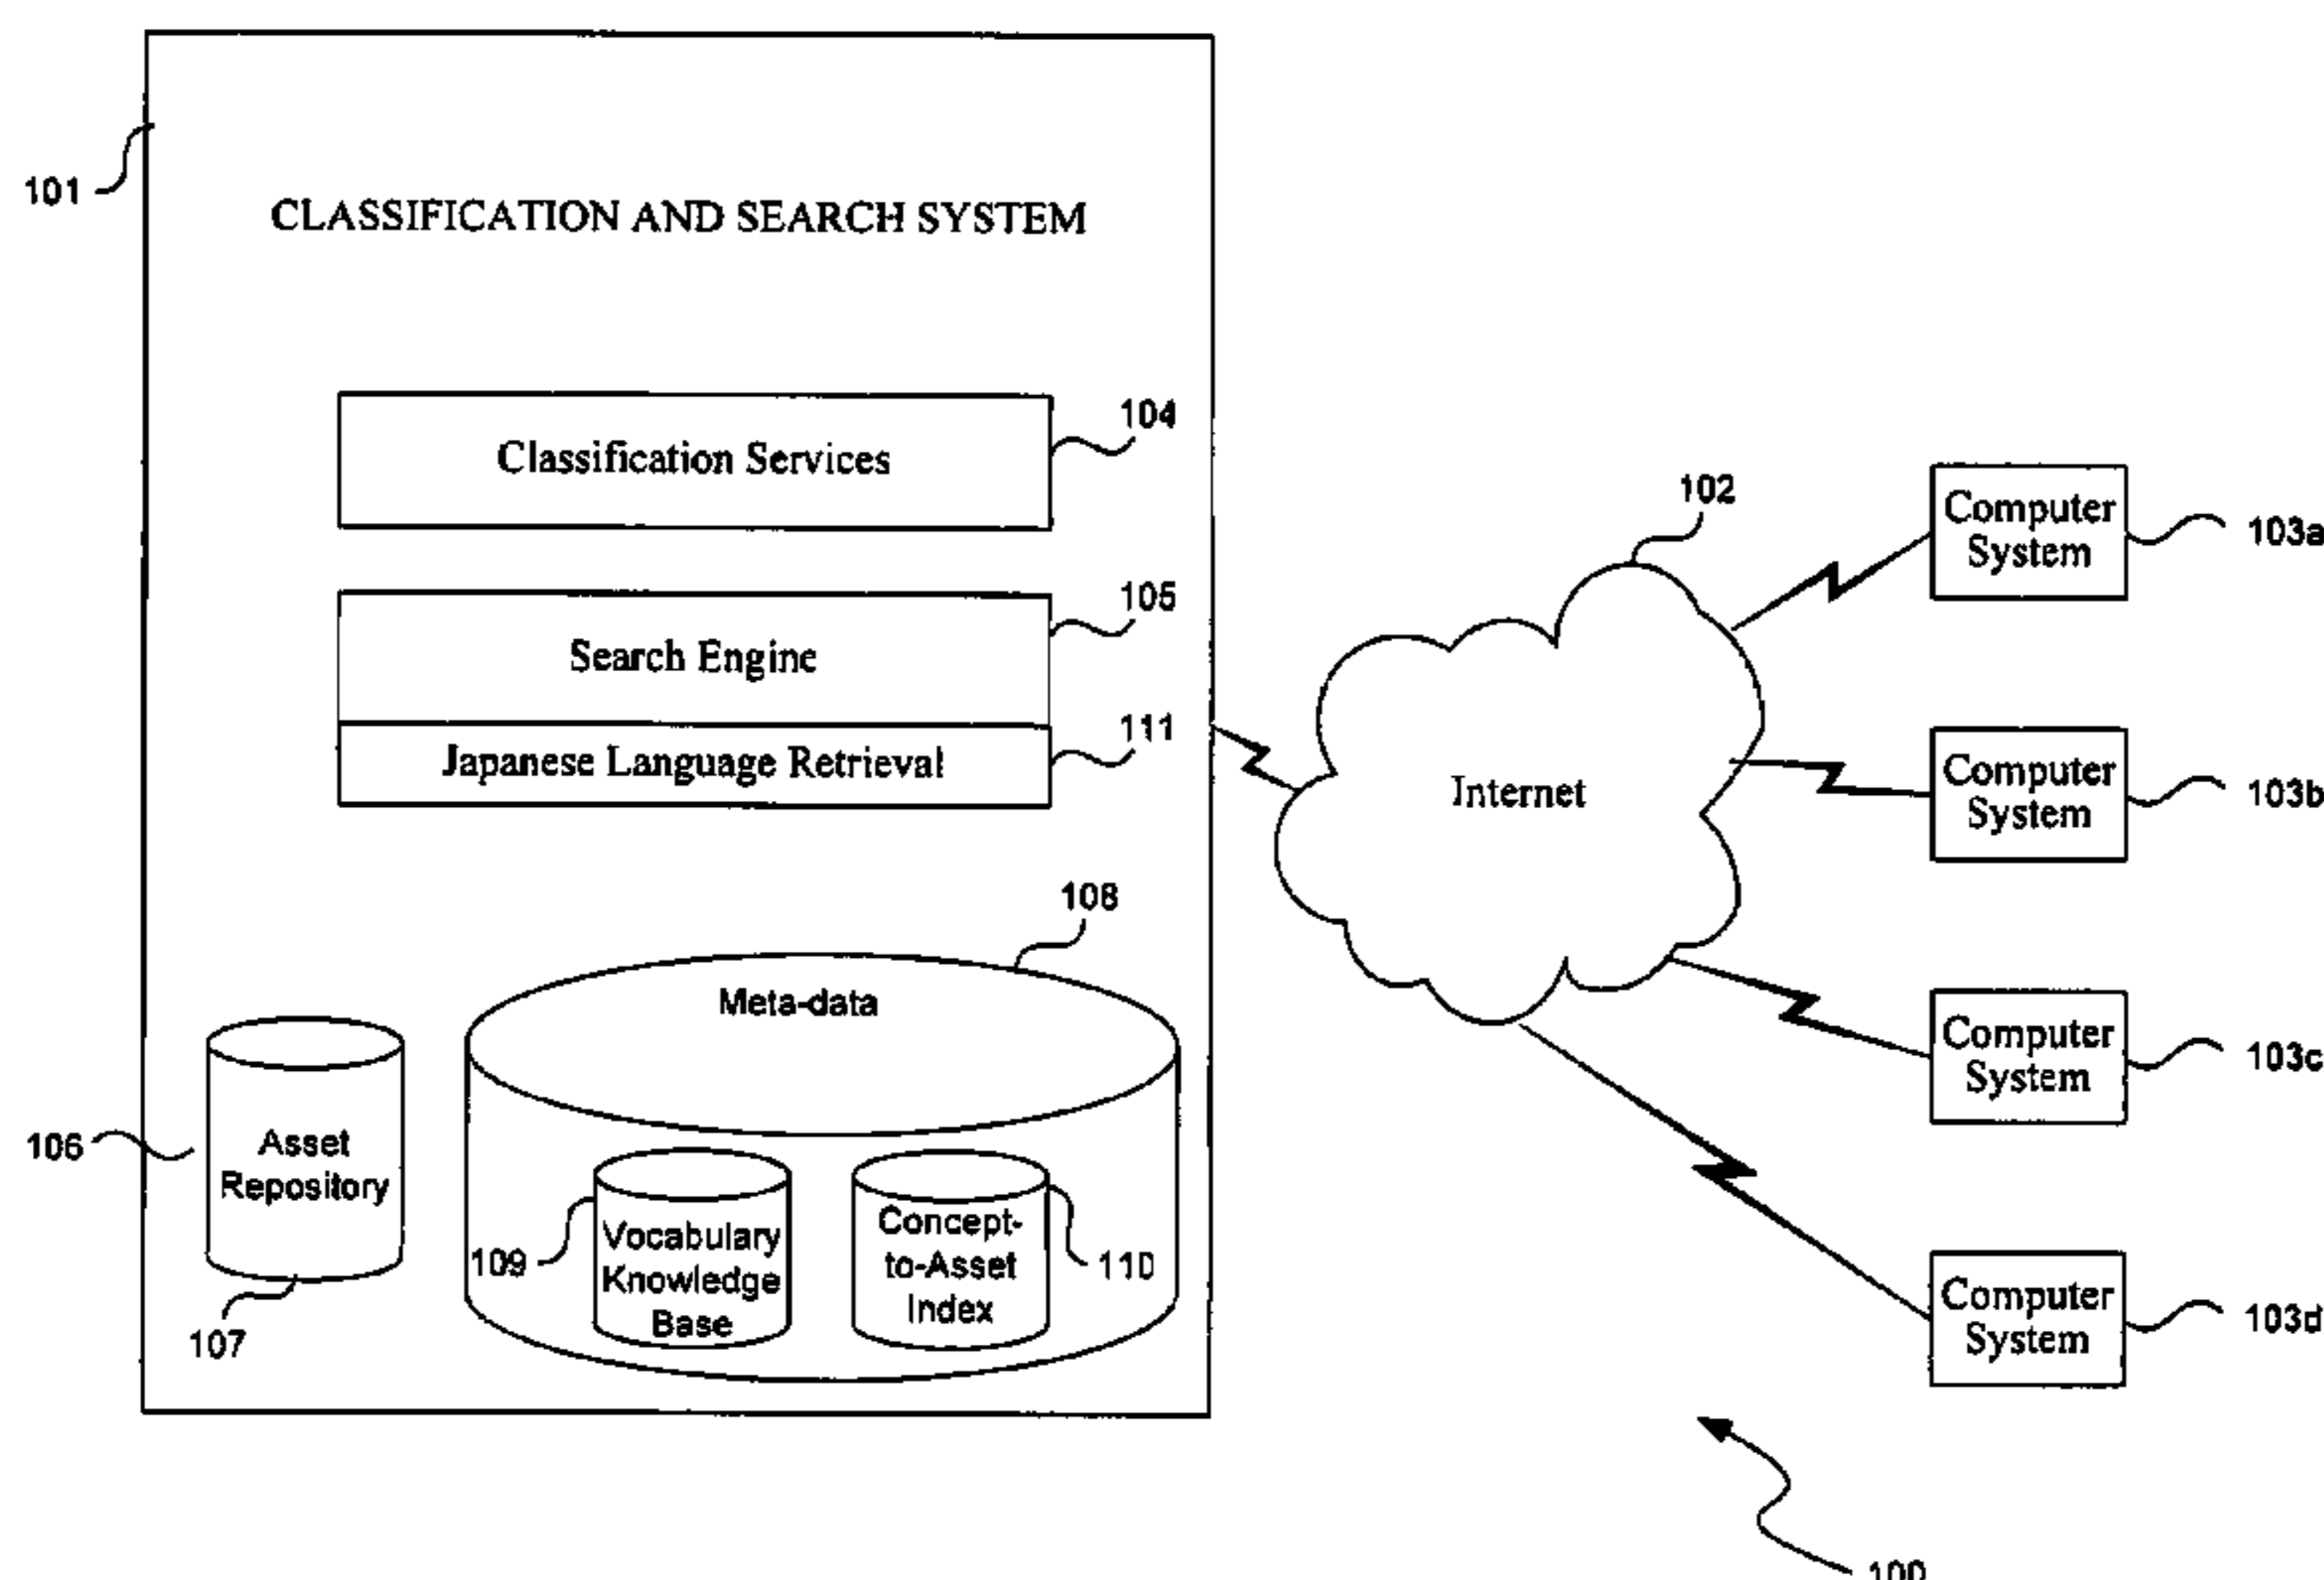 101
CLASSIFICATION AND SEARCH SYSTEM
104
Classification Services
105
Search Engine
111
Japanese Language Retrieval
108
Meta-data
106
Asset
Repository
107
109
Vocabulary
Knowledge
Base
Concept-
to-Asset
Index
110
102
Internet
Computer
System
103a
Computer
System
103b
Computer
System
103c
Computer
System
103d
100